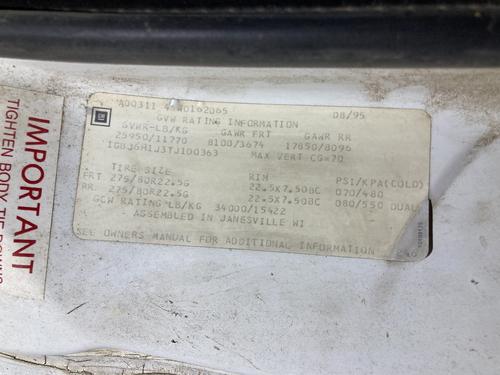 IMPORTANT
TIGHTEN BODY TIE DOWNS
GM
08/95
GVW RATING INFORMATION
GVWR-LB/KG GAWR FRT GAWR RR
25950/11770 8100/3674 17850/8096
1GBJ6H1J3TJ100363 MAX VERT CG=70
TIRE SIZE RIM PSI/KPA(COLD)
FRT 275/80R22.5G 22.5X7.50BC 070/480
RR. 275/80R22.5G 22.5X7.50BC 080/550 DUAL
GCW RATING LB/KG 34000/15422
ASSEMBLED IN JANESVILLE WI
SEE OWNERS MANUAL FOR ADDITIONAL INFORMATION